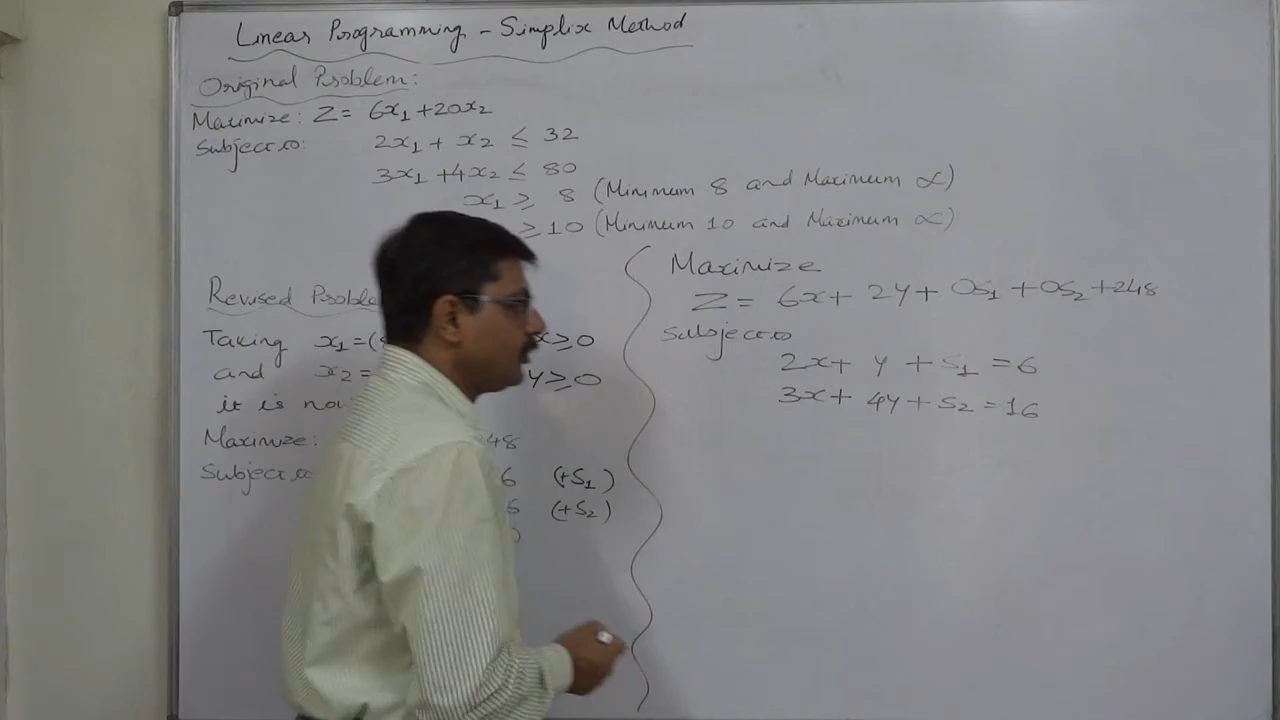 Linear Programming - Simplix Method
Original Problem:
Maximize: Z = 6x₁ + 20x₂
Subject to: 2x₁ + x₂ ≤ 32
3x₁ + 4x₂ ≤ 80
x₁ ≥ 8 (Minimum 8 and Maximum ∝)
≥ 10 (Minimum 10 and Maximum ∝)
Revised Proble
Taking x₁ = ( x ≥ 0
and x₂ = y ≥ 0
it is no
Maximize: 48
Subject to 6 (+S₁)
(+S₂)
Maximize
Z = 6x + 2y + 0s₁ + 0s₂ + 248
Subject to
2x + y + S₁ = 6
3x + 4y + S₂ = 16